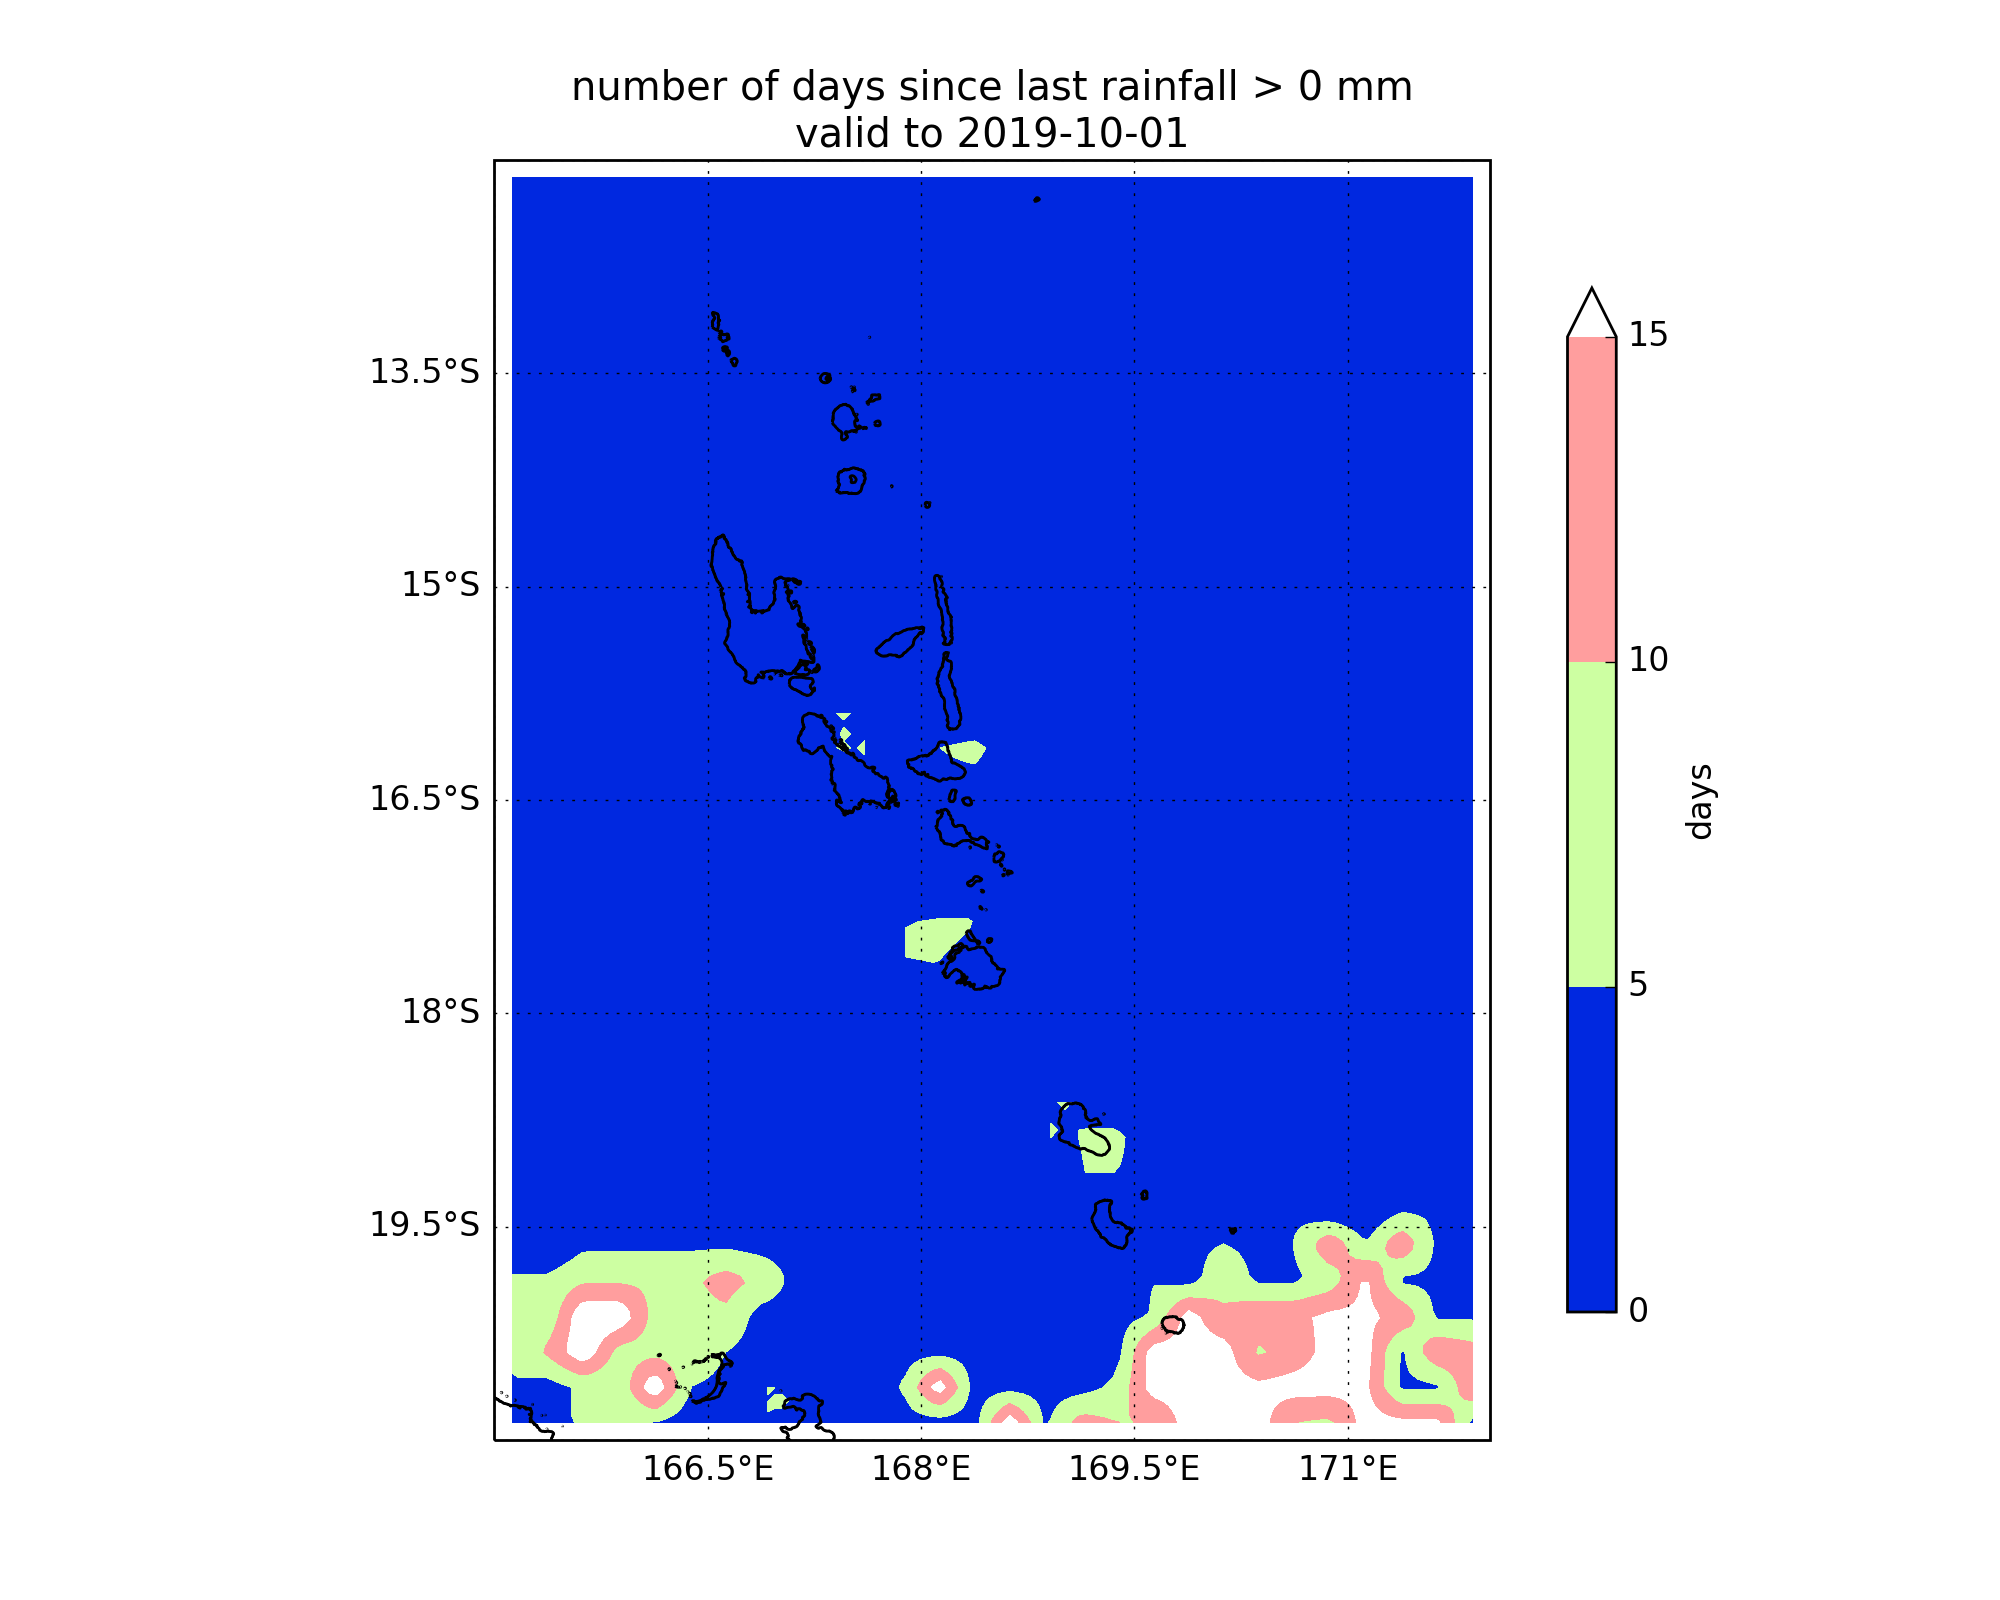 number of days since last rainfall > 0 mm
valid to 2019-10-01
13.5°S
15°S
16.5°S
18°S
19.5°S
166.5°E
168°E
169.5°E
171°E
15
10
5
0
days